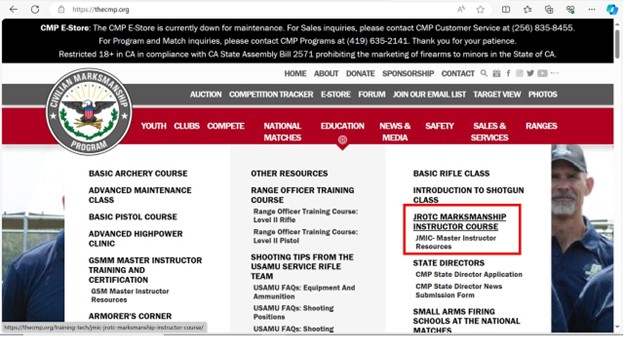 https://thecmp.org
CMP E-Store: The CMP E-Store is currently down for maintenance. For Sales inquiries, please contact CMP Customer Service at (256) 835-8455.
For Program and Match inquiries, please contact CMP Programs at (419) 635-2141. Thank you for your patience.
Restricted 18+ in CA in compliance with CA State Assembly Bill 2571 prohibiting the marketing of firearms to minors in the State of CA.
HOME ABOUT DONATE SPONSORSHIP CONTACT
AUCTION COMPETITION TRACKER E-STORE FORUM JOIN OUR EMAIL LIST TARGET VIEW PHOTOS
CIVILIAN MARKSMANSHIP
PROGRAM
YOUTH CLUBS COMPETE NATIONAL MATCHES EDUCATION NEWS & MEDIA SAFETY SALES & SERVICES RANGES
BASIC ARCHERY COURSE
ADVANCED MAINTENANCE
CLASS
BASIC PISTOL COURSE
ADVANCED HIGHPOWER
CLINIC
GSMM MASTER INSTRUCTOR
TRAINING AND
CERTIFICATION
GSM Master Instructor
Resources
ARMORER'S CORNER
OTHER RESOURCES
RANGE OFFICER TRAINING
COURSE
Range Officer Training Course:
Level II Rifle
Range Officer Training Course:
Level II Pistol
SHOOTING TIPS FROM THE
USAMU SERVICE RIFLE
TEAM
USAMU FAQs: Equipment And
Ammunition
USAMU FAQs: Shooting
Positions
USAMU FAQs: Shooting
BASIC RIFLE CLASS
INTRODUCTION TO SHOTGUN
CLASS
JROTC MARKSMANSHIP
INSTRUCTOR COURSE
JMIC- Master Instructor
Resources
STATE DIRECTORS
CMP State Director Application
CMP State Director News
Submission Form
SMALL ARMS FIRING
SCHOOLS AT THE NATIONAL
MATCHES
https://thecmp.org/training-tech/jmic-jrotc-marksmanship-instructor-course/